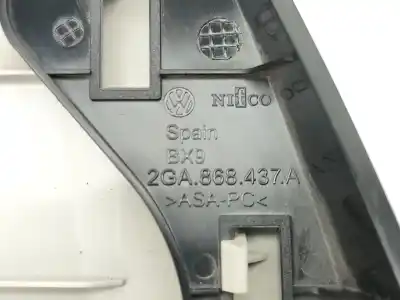 NIfCO
Spain
BX9
2GA.868.437.A
>ASA-PC<